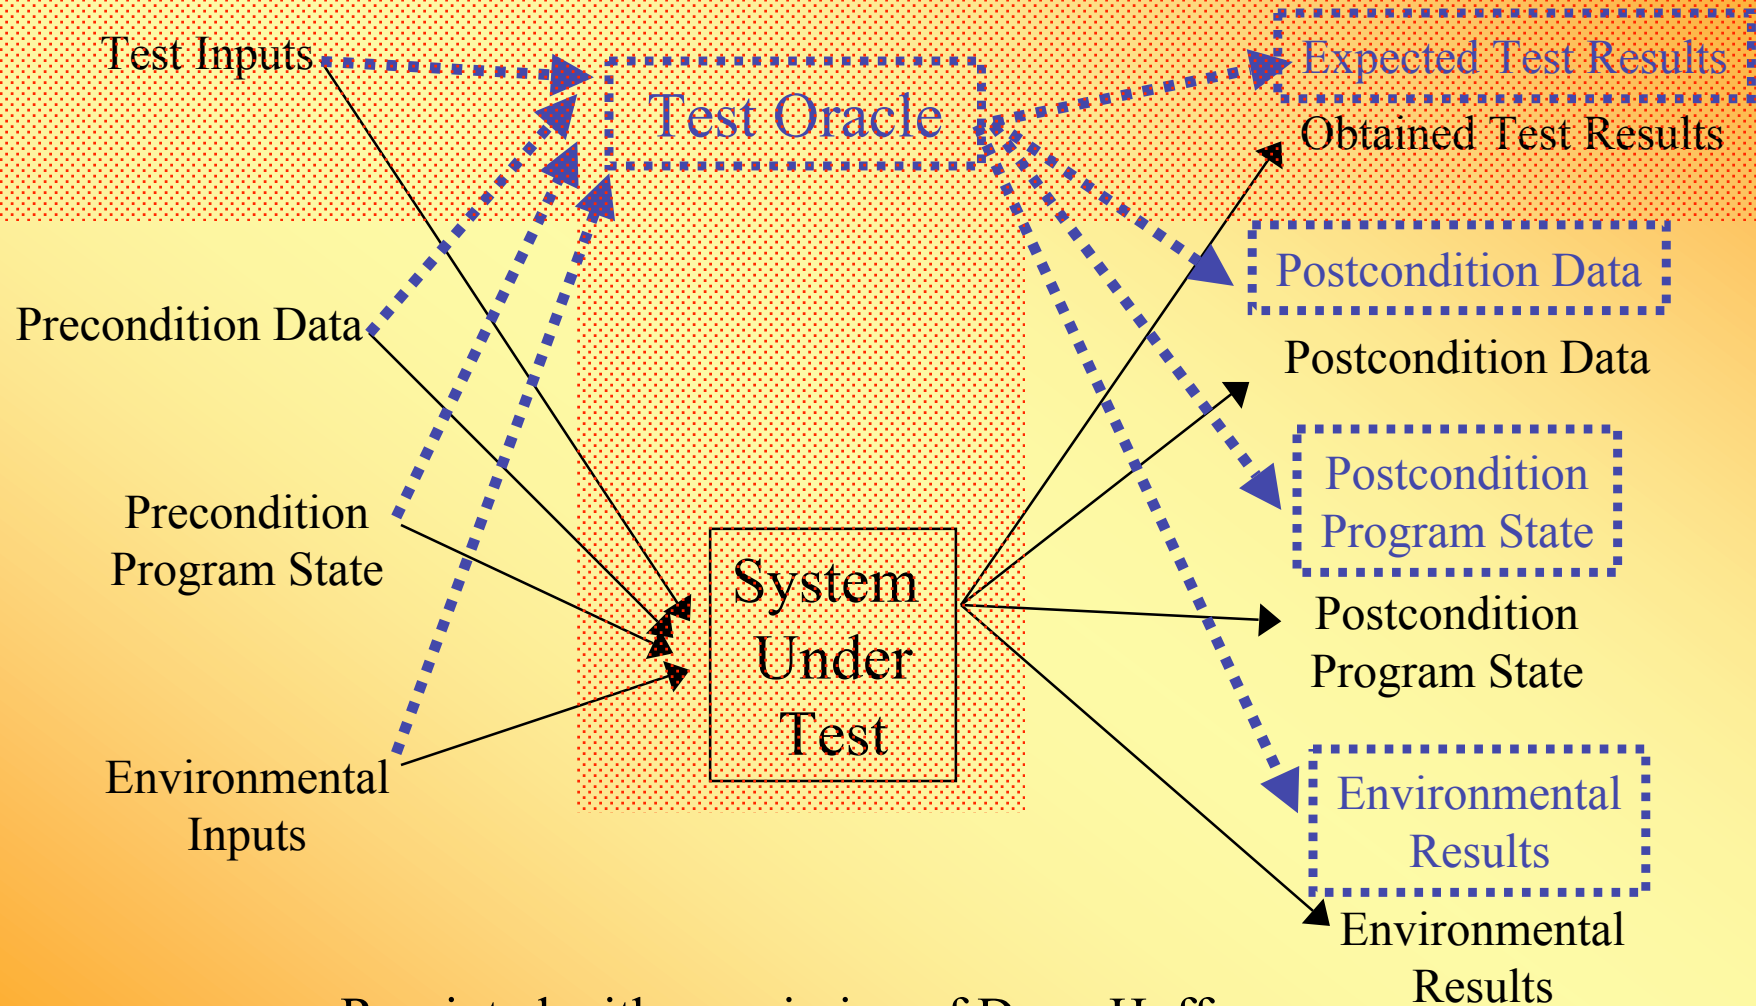 Test Inputs
Test Oracle
Expected Test Results
Obtained Test Results
Precondition Data
Postcondition Data
Postcondition Data
Precondition
Program State
Postcondition
Program State
System
Under
Test
Postcondition
Program State
Environmental
Inputs
Environmental
Results
Environmental
Results